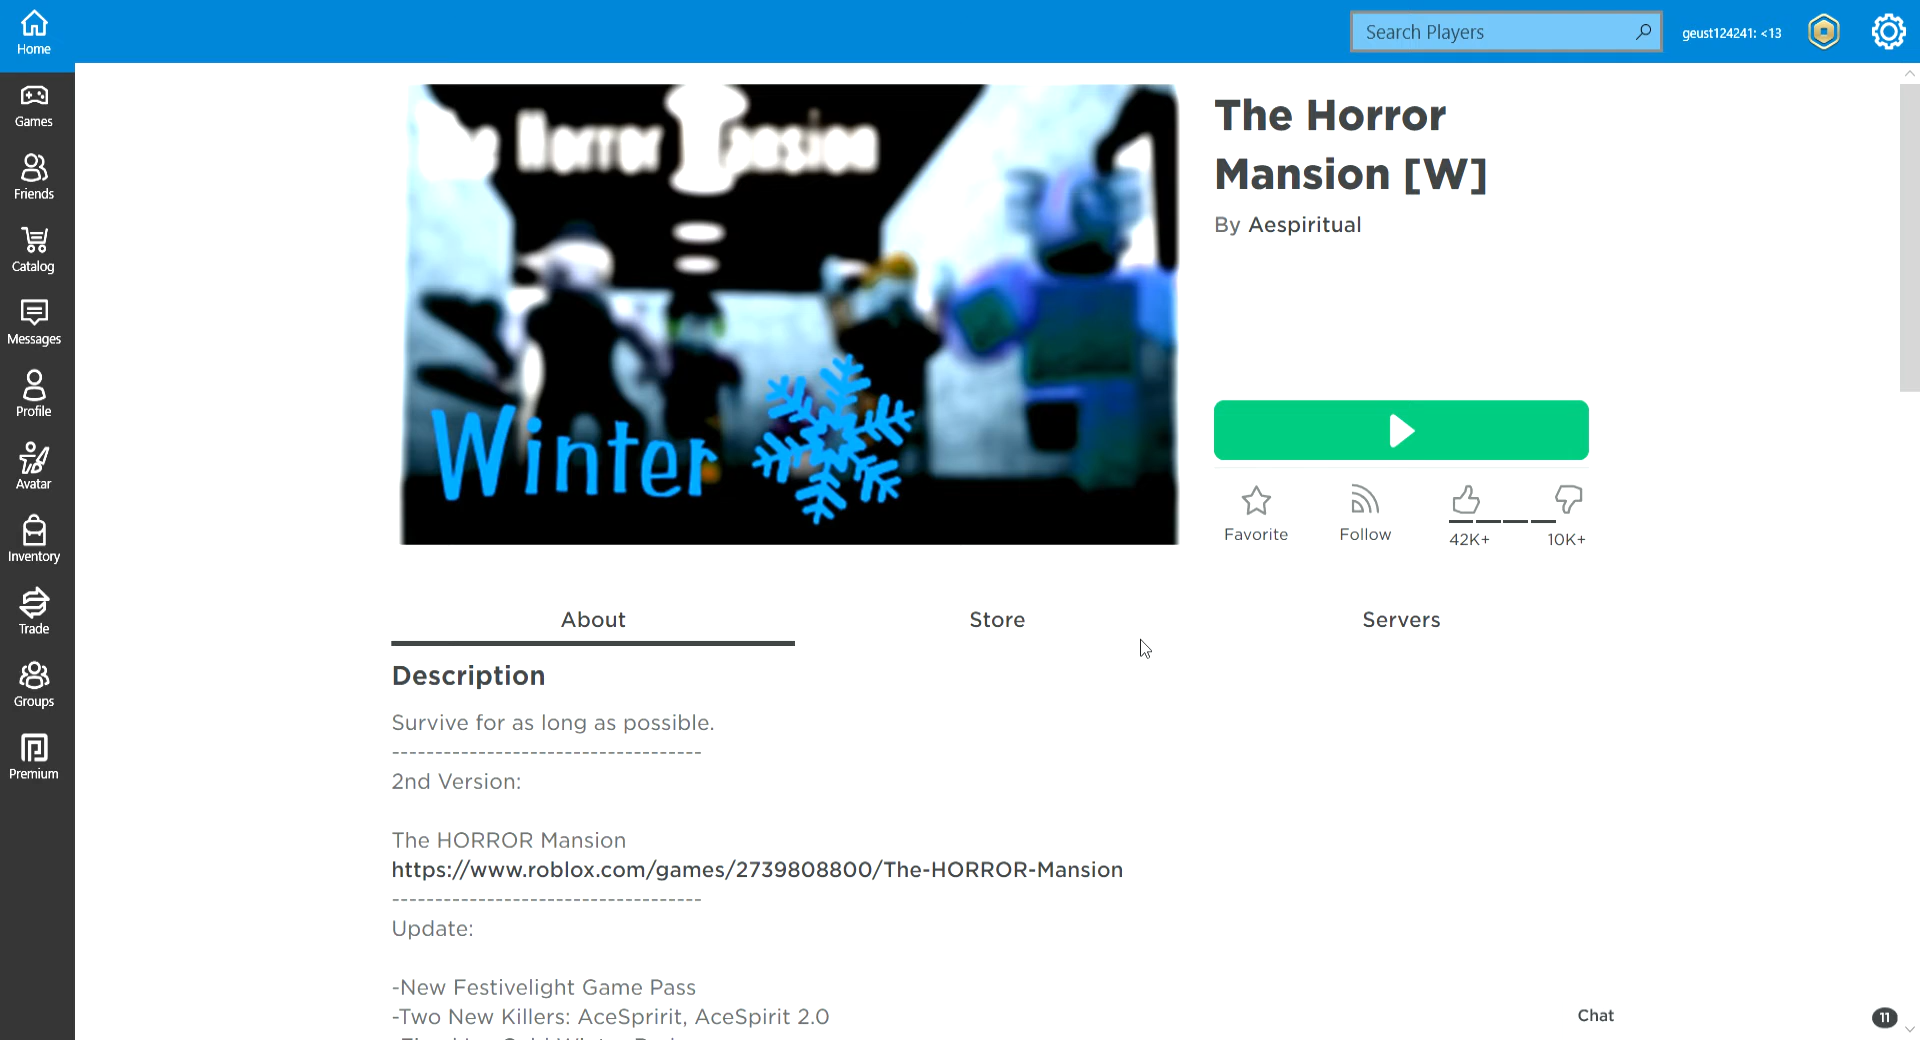 Home
Search Players
geust124241: <13
Games
Friends
Catalog
Messages
Profile
Avatar
Inventory
Trade
Groups
Premium
Horror
Winter
The Horror
Mansion [W]
By Aespiritual
Favorite
Follow
42K+
10K+
About
Store
Servers
Description
Survive for as long as possible.
------------------------------------
2nd Version:
The HORROR Mansion
https://www.roblox.com/games/2739808800/The-HORROR-Mansion
------------------------------------
Update:
-New Festivelight Game Pass
-Two New Killers: AceSpririt, AceSpirit 2.0
Chat
11